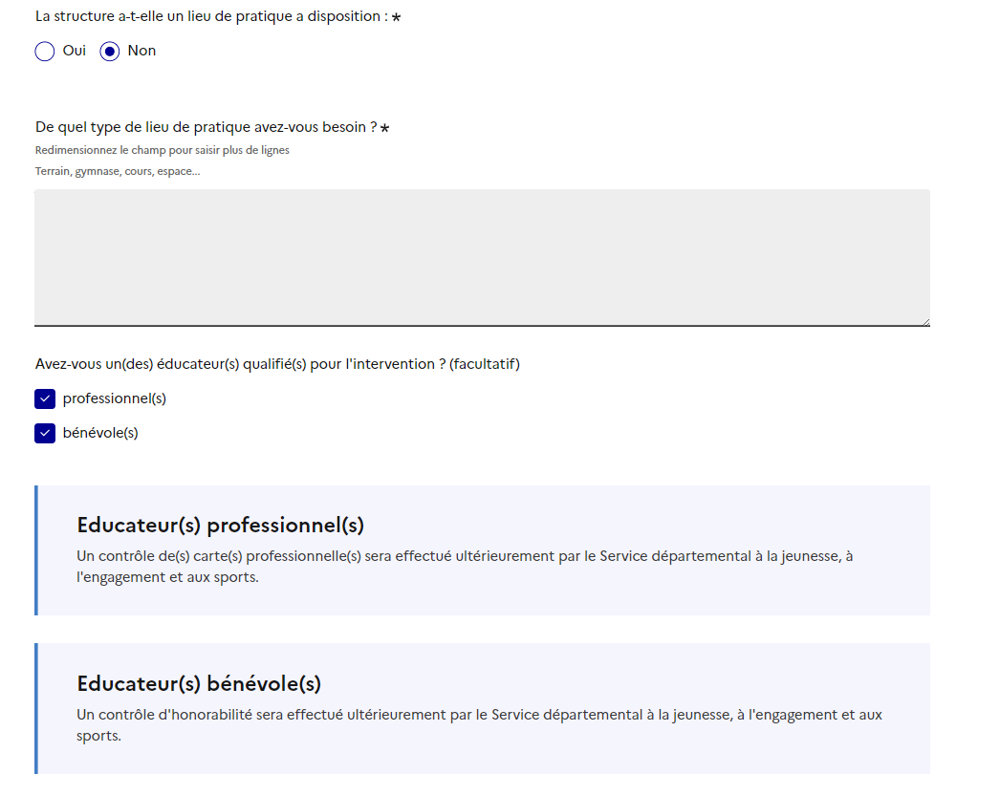 La structure a-t-elle un lieu de pratique a disposition : *
Oui Non
De quel type de lieu de pratique avez-vous besoin ? *
Redimensionnez le champ pour saisir plus de lignes
Terrain, gymnase, cours, espace...
Avez-vous un(des) éducateur(s) qualifié(s) pour l'intervention ? (facultatif)
professionnel(s)
bénévole(s)
Educateur(s) professionnel(s)
Un contrôle de(s) carte(s) professionnelle(s) sera effectué ultérieurement par le Service départemental à la jeunesse, à
l'engagement et aux sports.
Educateur(s) bénévole(s)
Un contrôle d'honorabilité sera effectué ultérieurement par le Service départemental à la jeunesse, à l'engagement et aux
sports.